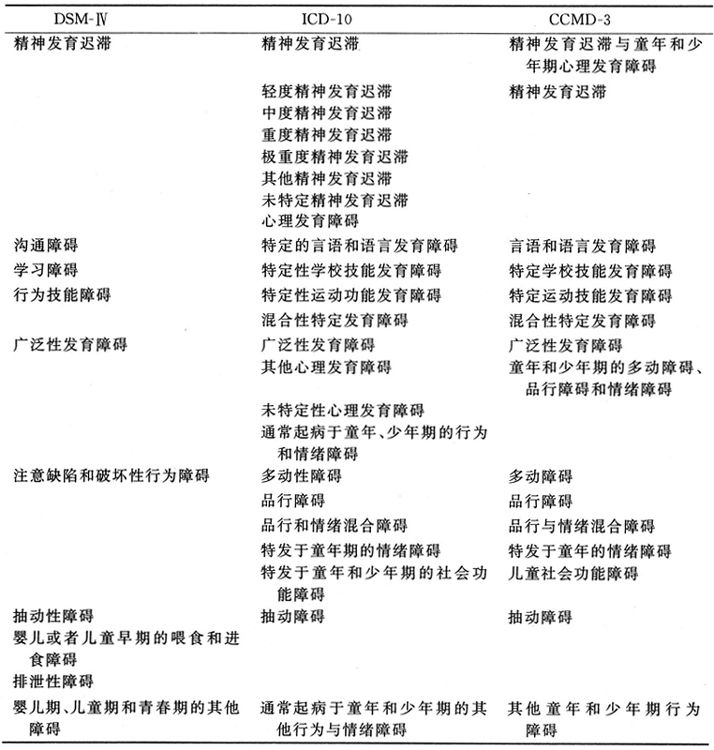 DSM-Ⅳ ICD-10 CCMD-3
精神发育迟滞 精神发育迟滞 精神发育迟滞与童年和少
年期心理发育障碍
轻度精神发育迟滞 精神发育迟滞
中度精神发育迟滞
重度精神发育迟滞
极重度精神发育迟滞
其他精神发育迟滞
未特定精神发育迟滞
心理发育障碍
沟通障碍 特定的言语和语言发育障碍 言语和语言发育障碍
学习障碍 特定性学校技能发育障碍 特定学校技能发育障碍
行为技能障碍 特定性运动功能发育障碍 特定运动技能发育障碍
混合性特定发育障碍 混合性特定发育障碍
广泛性发育障碍 广泛性发育障碍 广泛性发育障碍
其他心理发育障碍 童年和少年期的多动障碍、
品行障碍和情绪障碍
未特定性心理发育障碍
通常起病于童年、少年期的行为
和情绪障碍
注意缺陷和破坏性行为障碍 多动性障碍 多动障碍
品行障碍 品行障碍
品行和情绪混合障碍 品行与情绪混合障碍
特发于童年期的情绪障碍 特发于童年的情绪障碍
特发于童年和少年期的社会功 儿童社会功能障碍
能障碍
抽动性障碍 抽动障碍 抽动障碍
婴儿或者儿童早期的喂食和进
食障碍
排泄性障碍
婴儿期、儿童期和青春期的其他 通常起病于童年和少年期的其 其他童年和少年期行为
障碍 他行为与情绪障碍 障碍